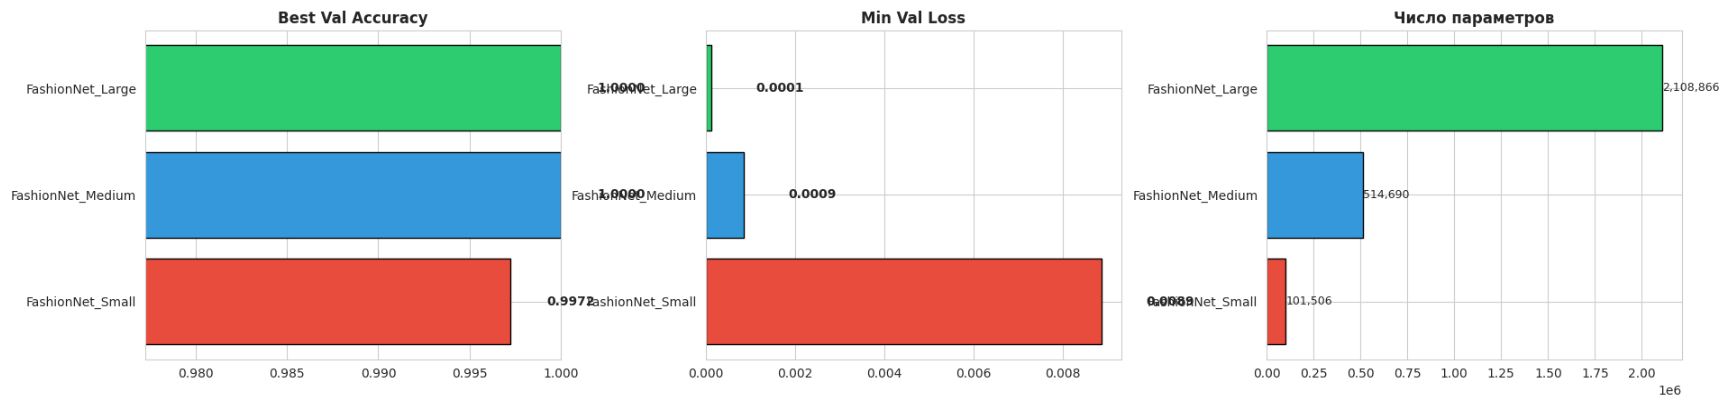 Best Val Accuracy
FashionNet_Large
1.0000
FashionNet_Medium
1.0000
FashionNet_Small
0.9972
0.980 0.985 0.990 0.995 1.000
Min Val Loss
FashionNet_Large
0.0001
FashionNet_Medium
0.0009
FashionNet_Small
0.0089
0.000 0.002 0.004 0.006 0.008
Число параметров
FashionNet_Large
2,108,866
FashionNet_Medium
514,690
FashionNet_Small
101,506
0.00 0.25 0.50 0.75 1.00 1.25 1.50 1.75 2.00
1e6